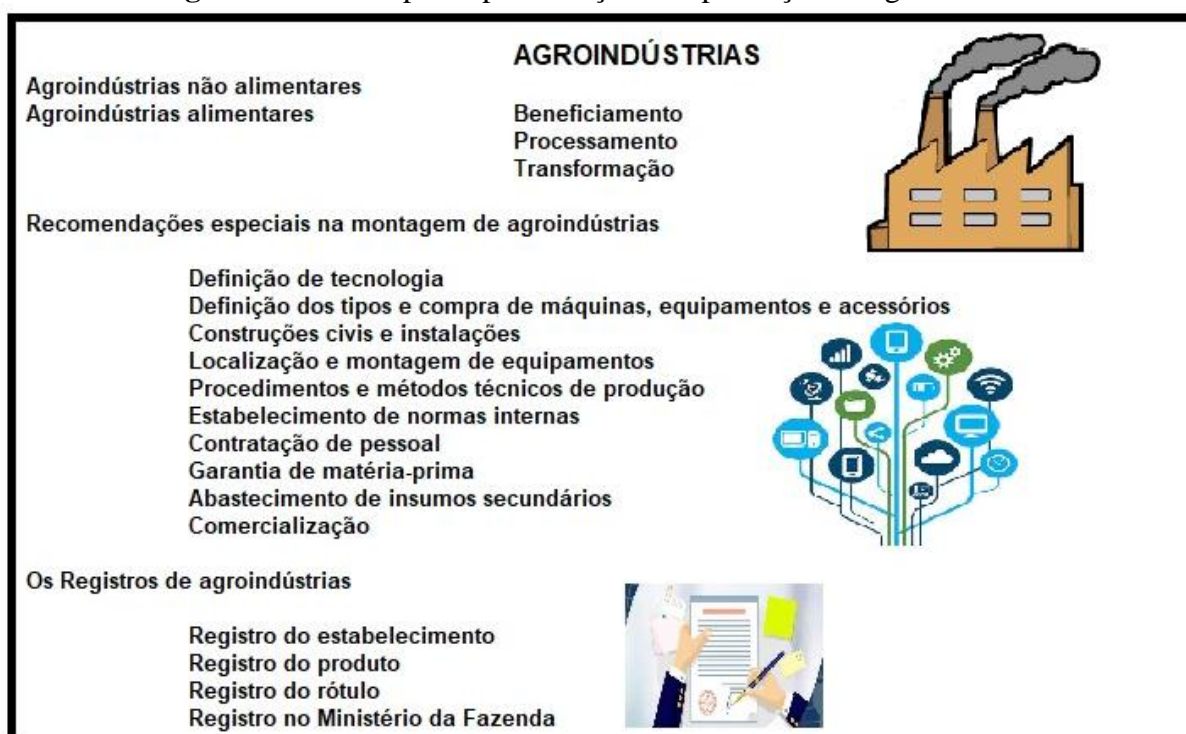 AGROINDÚSTRIAS
Agroindústrias não alimentares
Agroindústrias alimentares
Beneficiamento
Processamento
Transformação
Recomendações especiais na montagem de agroindústrias
Definição de tecnologia
Definição dos tipos e compra de máquinas, equipamentos e acessórios
Construções civis e instalações
Localização e montagem de equipamentos
Procedimentos e métodos técnicos de produção
Estabelecimento de normas internas
Contratação de pessoal
Garantia de matéria-prima
Abastecimento de insumos secundários
Comercialização
Os Registros de agroindústrias
Registro do estabelecimento
Registro do produto
Registro do rótulo
Registro no Ministério da Fazenda